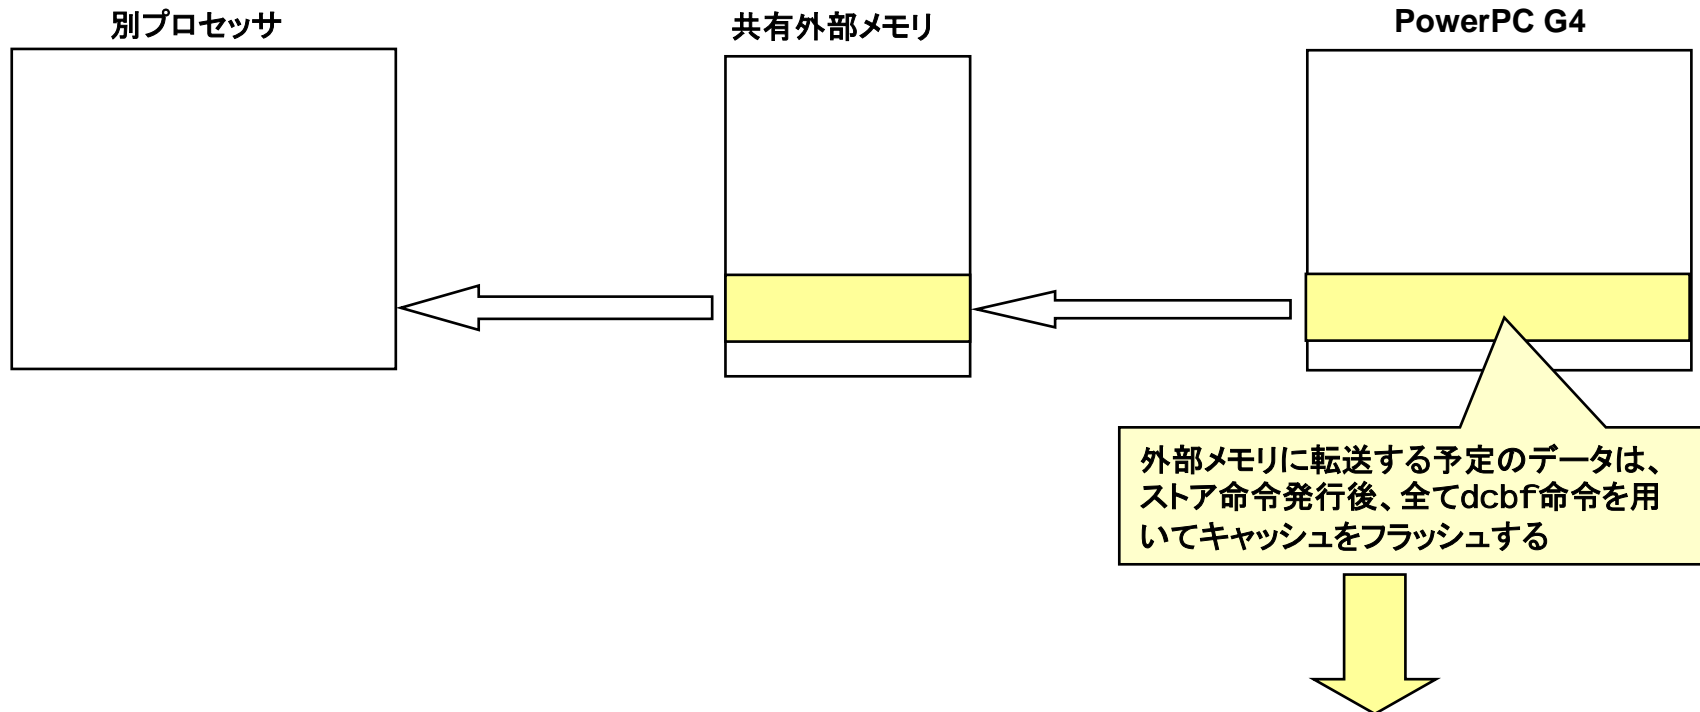 別プロセッサ
共有外部メモリ
PowerPC G4
外部メモリに転送する予定のデータは、
ストア命令発行後、全てdcbf命令を用
いてキャッシュをフラッシュする